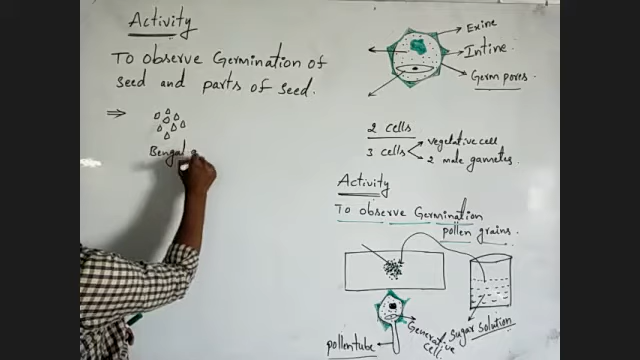 Activity
To observe Germination of
seed and parts of seed.
⇒
Bengal g
Exine
Intine
Germ pores
2 cells
3 cells
vegetative cell
2 male gametes.
Activity
To observe Germination
pollen grains.
Sugar solution
Generative
cell.
pollentube